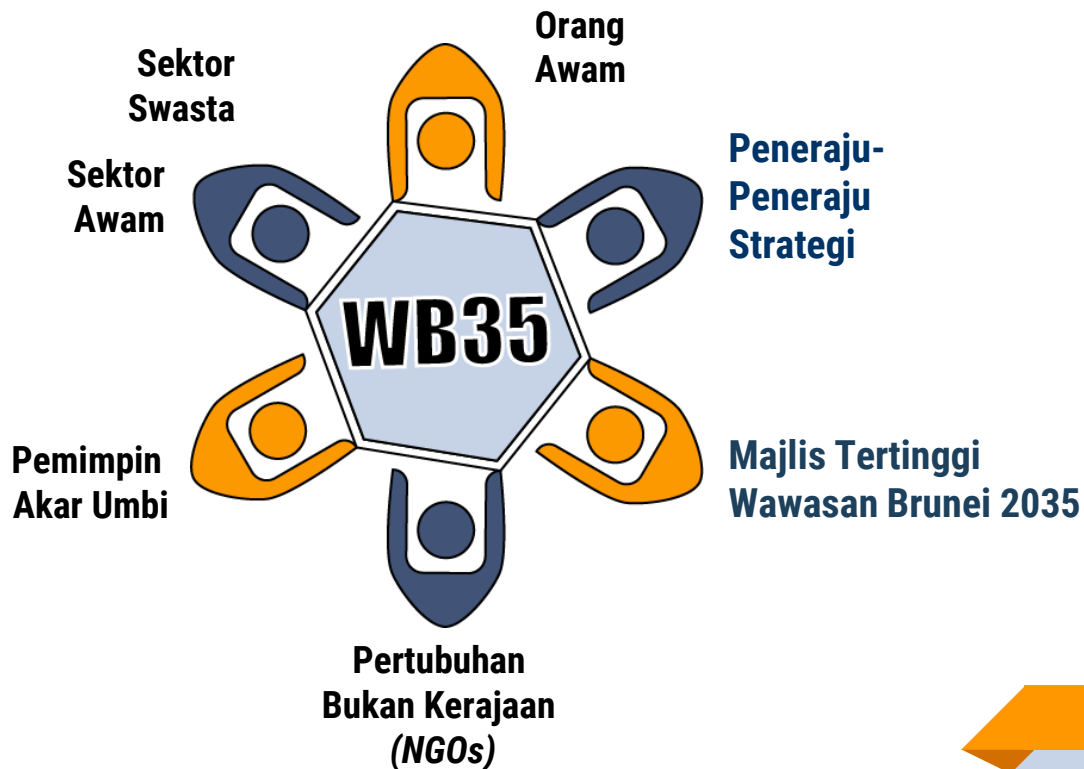 Orang
Awam
Sektor
Swasta
Sektor
Awam
Peneraju-
Peneraju
Strategi
WB35
Pemimpin
Akar Umbi
Majlis Tertinggi
Wawasan Brunei 2035
Pertubuhan
Bukan Kerajaan
(NGOs)